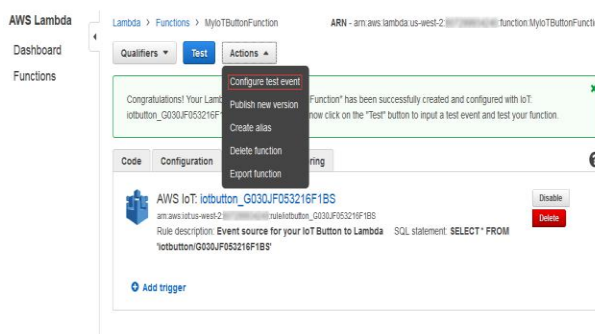 AWS Lambda
Dashboard
Functions
Lambda > Functions > MyIoTButtonFunction
ARN - arn:aws:lambda:us-west-2: :function:MyIoTButtonFuncti
Qualifiers
Test
Actions
Configure test event
Publish new version
Create alias
Delete function
Export function
Congratulations! Your Lamb Function" has been successfully created and configured with IoT:
iotbutton_G030JF053216F now click on the "Test" button to input a test event and test your function.
Code
Configuration
ring
AWS IoT: iotbutton_G030JF053216F1BS
arn:aws:iot:us-west-2: :rule/iotbutton_G030JF053216F1BS
Rule description: Event source for your IoT Button to Lambda SQL statement: SELECT * FROM
'iotbutton/G030JF053216F1BS'
Disable
Delete
Add trigger